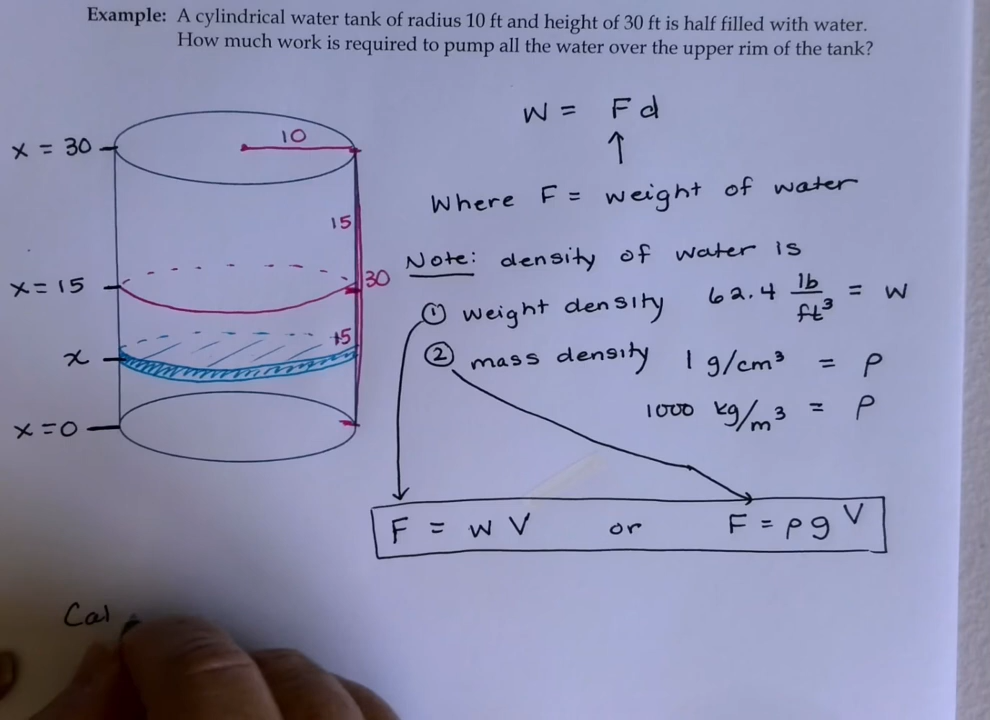 Example: A cylindrical water tank of radius 10 ft and height of 30 ft is half filled with water.
How much work is required to pump all the water over the upper rim of the tank?
W = Fd
x = 30
10
↑
Where F = weight of water
15
Note: density of water is
x = 15
30
① weight density 62.4 lb/ft³ = w
15
x
② mass density 1 g/cm³ = ρ
1000 kg/m³ = ρ
x = 0
F = wV or F = ρgV
Cal